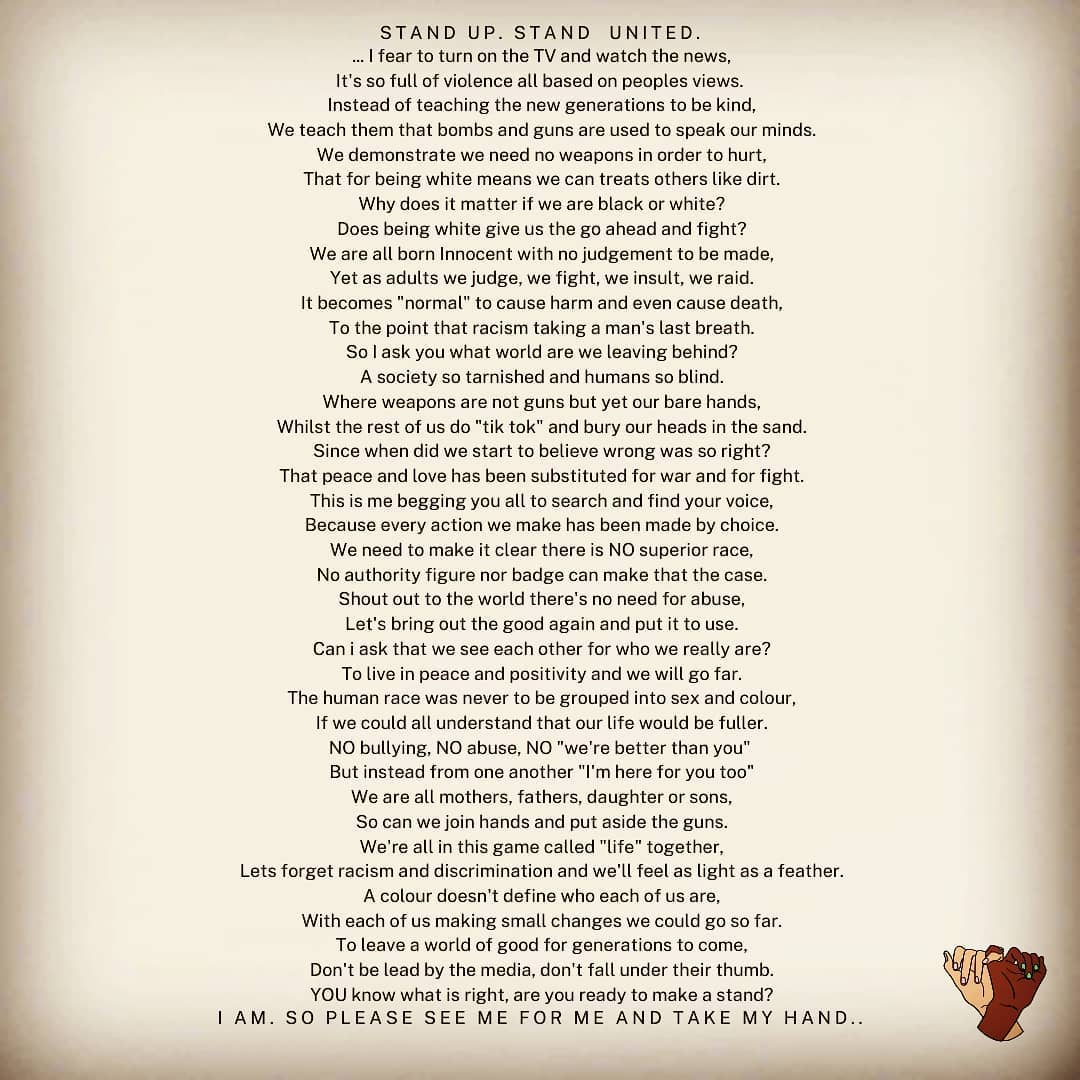 STAND UP. STAND UNITED.
... I fear to turn on the TV and watch the news,
It's so full of violence all based on peoples views.
Instead of teaching the new generations to be kind,
We teach them that bombs and guns are used to speak our minds.
We demonstrate we need no weapons in order to hurt,
That for being white means we can treats others like dirt.
Why does it matter if we are black or white?
Does being white give us the go ahead and fight?
We are all born Innocent with no judgement to be made,
Yet as adults we judge, we fight, we insult, we raid.
It becomes "normal" to cause harm and even cause death,
To the point that racism taking a man's last breath.
So I ask you what world are we leaving behind?
A society so tarnished and humans so blind.
Where weapons are not guns but yet our bare hands,
Whilst the rest of us do "tik tok" and bury our heads in the sand.
Since when did we start to believe wrong was so right?
That peace and love has been substituted for war and for fight.
This is me begging you all to search and find your voice,
Because every action we make has been made by choice.
We need to make it clear there is NO superior race,
No authority figure nor badge can make that the case.
Shout out to the world there's no need for abuse,
Let's bring out the good again and put it to use.
Can i ask that we see each other for who we really are?
To live in peace and positivity and we will go far.
The human race was never to be grouped into sex and colour,
If we could all understand that our life would be fuller.
NO bullying, NO abuse, NO "we're better than you"
But instead from one another "I'm here for you too"
We are all mothers, fathers, daughter or sons,
So can we join hands and put aside the guns.
We're all in this game called "life" together,
Lets forget racism and discrimination and we'll feel as light as a feather.
A colour doesn't define who each of us are,
With each of us making small changes we could go so far.
To leave a world of good for generations to come,
Don't be lead by the media, don't fall under their thumb.
YOU know what is right, are you ready to make a stand?
I AM. SO PLEASE SEE ME FOR ME AND TAKE MY HAND..